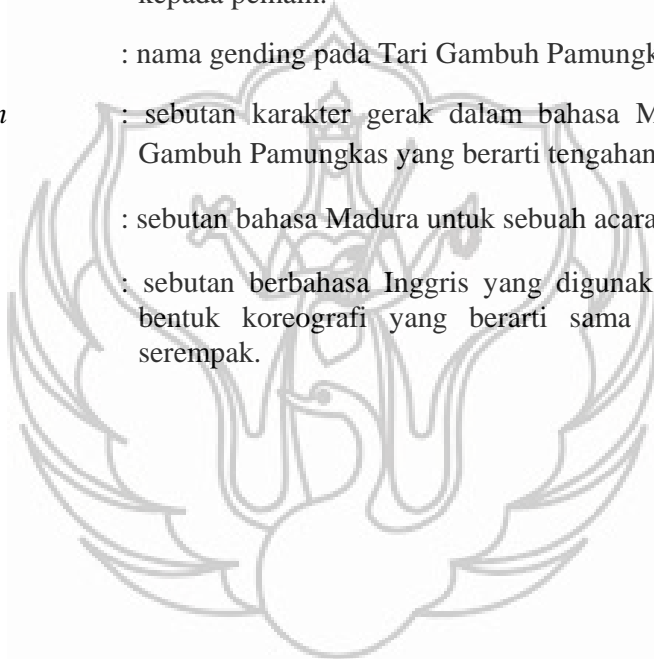 kepada pemain.
: nama gending pada Tari Gambuh Pamungk
n : sebutan karakter gerak dalam bahasa M
Gambuh Pamungkas yang berarti tengahan
: sebutan bahasa Madura untuk sebuah acara
: sebutan berbahasa Inggris yang digunak
bentuk koreografi yang berarti sama
serempak.